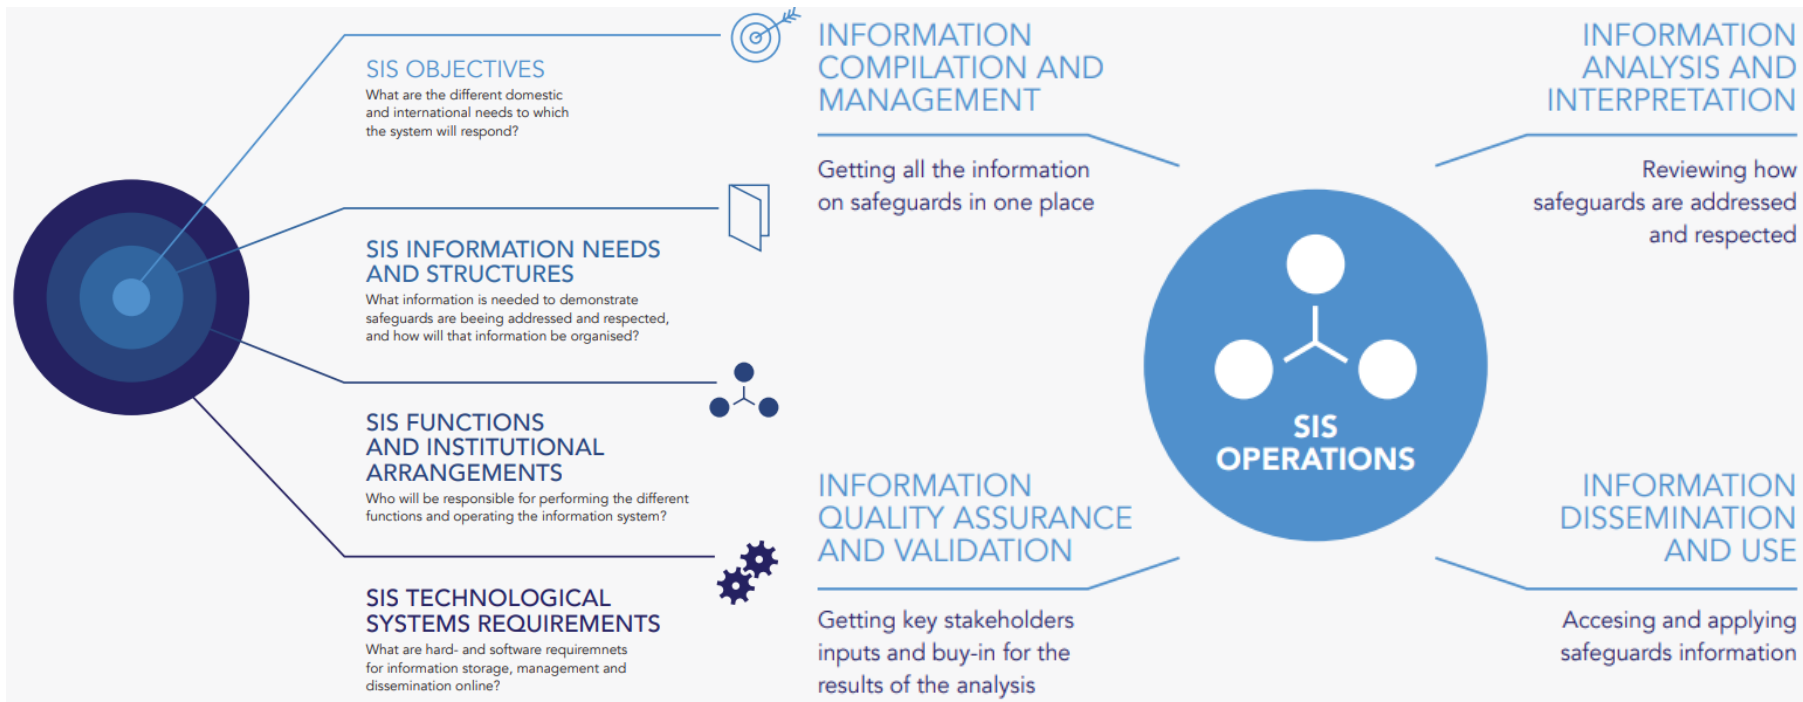 SIS OBJECTIVES
What are the different domestic
and international needs to which
the system will respond?
SIS INFORMATION NEEDS
AND STRUCTURES
What information is needed to demonstrate
safeguards are beeing addressed and respected,
and how will that information be organised?
SIS FUNCTIONS
AND INSTITUTIONAL
ARRANGEMENTS
Who will be responsible for performing the different
functions and operating the information system?
SIS TECHNOLOGICAL
SYSTEMS REQUIREMENTS
What are hard- and software requiremnets
for information storage, management and
dissemination online?
INFORMATION
COMPILATION AND
MANAGEMENT
Getting all the information
on safeguards in one place
INFORMATION
ANALYSIS AND
INTERPRETATION
Reviewing how
safeguards are addressed
and respected
SIS
OPERATIONS
INFORMATION
QUALITY ASSURANCE
AND VALIDATION
Getting key stakeholders
inputs and buy-in for the
results of the analysis
INFORMATION
DISSEMINATION
AND USE
Accesing and applying
safeguards information